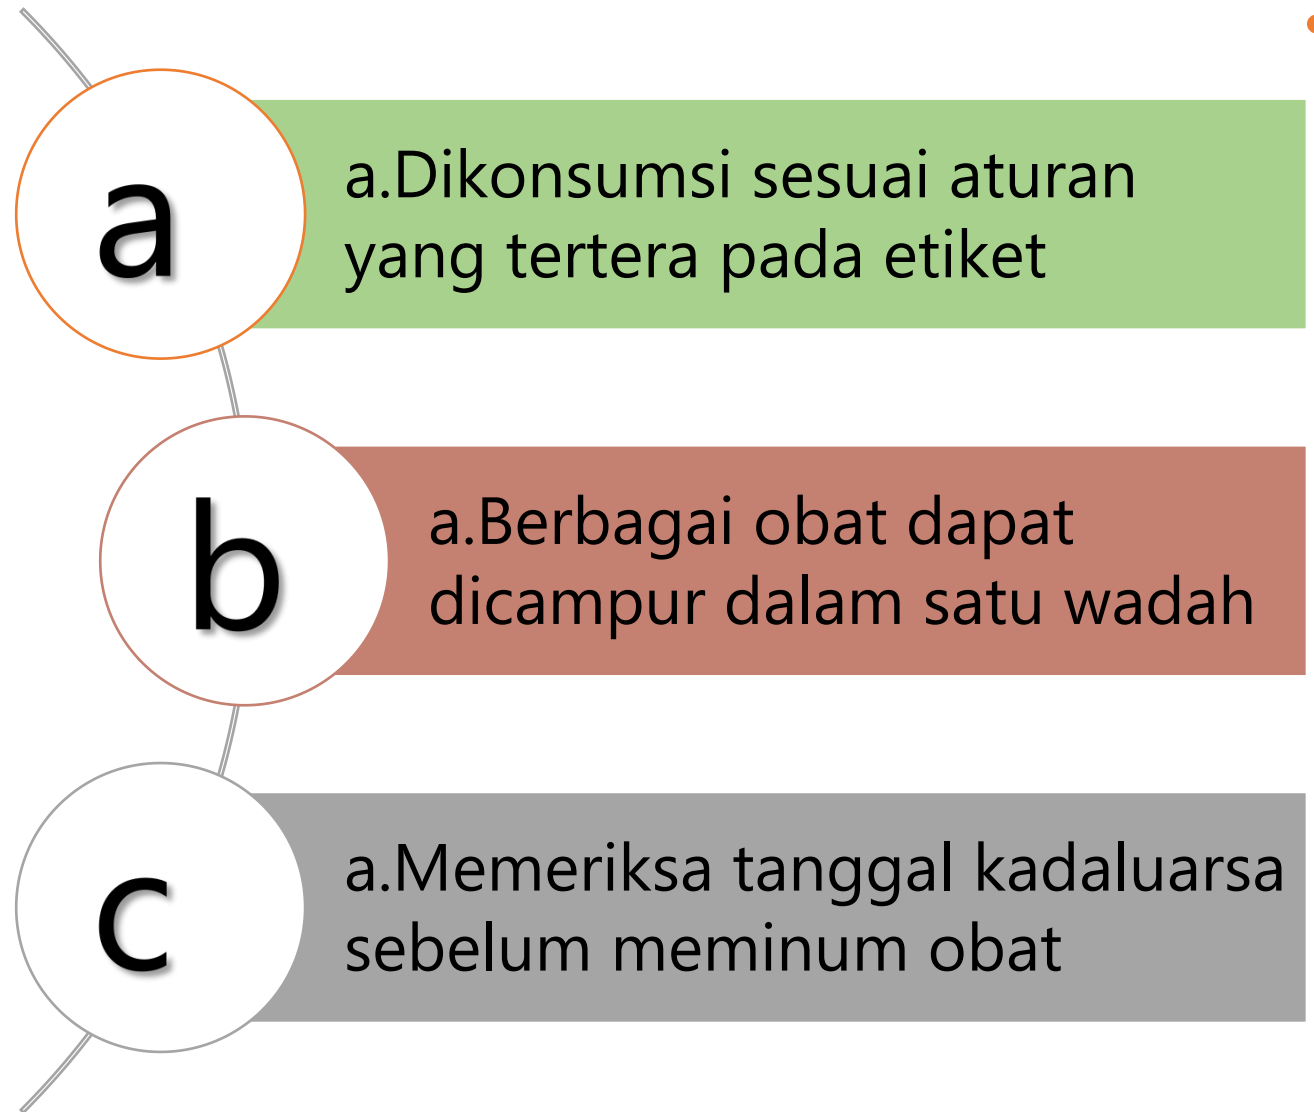 a
a.Dikonsumsi sesuai aturan
yang tertera pada etiket
b
a.Berbagai obat dapat
dicampur dalam satu wadah
c
a.Memeriksa tanggal kadaluarsa
sebelum meminum obat